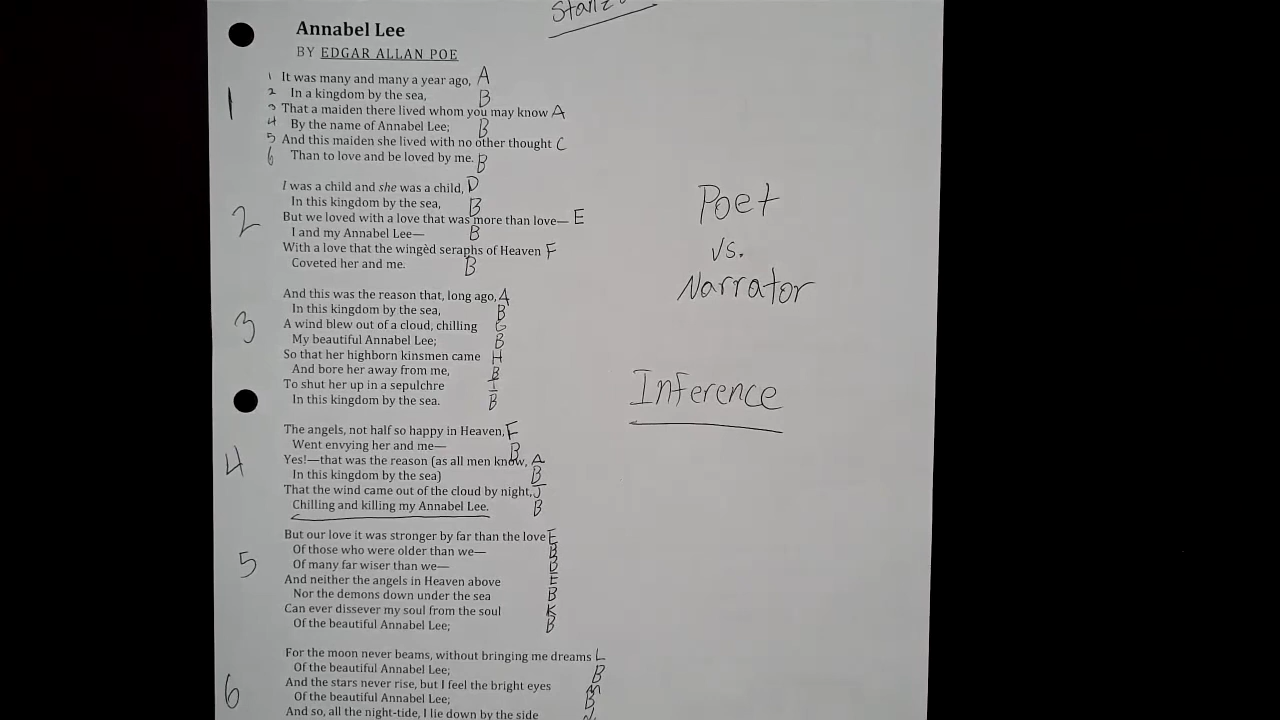 Annabel Lee
BY EDGAR ALLAN POE
1
1 It was many and many a year ago, A
2 In a kingdom by the sea, B
3 That a maiden there lived whom you may know A
4 By the name of Annabel Lee; B
5 And this maiden she lived with no other thought C
6 Than to love and be loved by me. B
2
I was a child and she was a child, D
In this kingdom by the sea, B
But we loved with a love that was more than love— E
I and my Annabel Lee— B
With a love that the wingèd seraphs of Heaven F
Coveted her and me. B
3
And this was the reason that, long ago, A
In this kingdom by the sea, B
A wind blew out of a cloud, chilling G
My beautiful Annabel Lee; B
So that her highborn kinsmen came H
And bore her away from me, B
To shut her up in a sepulchre I
In this kingdom by the sea. B
4
The angels, not half so happy in Heaven, F
Went envying her and me— B
Yes!—that was the reason (as all men know, A
In this kingdom by the sea) B
That the wind came out of the cloud by night, J
Chilling and killing my Annabel Lee. B
5
But our love it was stronger by far than the love E
Of those who were older than we— B
Of many far wiser than we— B
And neither the angels in Heaven above E
Nor the demons down under the sea B
Can ever dissever my soul from the soul K
Of the beautiful Annabel Lee; B
6
For the moon never beams, without bringing me dreams L
Of the beautiful Annabel Lee; B
And the stars never rise, but I feel the bright eyes M
Of the beautiful Annabel Lee; B
And so, all the night-tide, I lie down by the side
Poet
vs.
Narrator
Inference